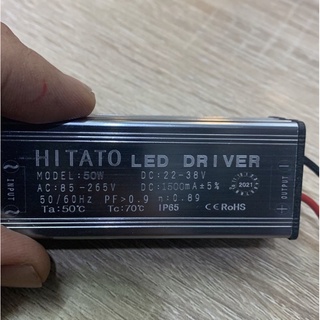 HITATO LED DRIVER
MODEL: 50W DC: 22-38V
AC: 85-265V DC: 1500mA±5%
50/60Hz PF>0.9 n: 0.89
Ta: 50℃ Tc: 70℃ IP65 CE RoHS
INPUT
OUTPUT
2021